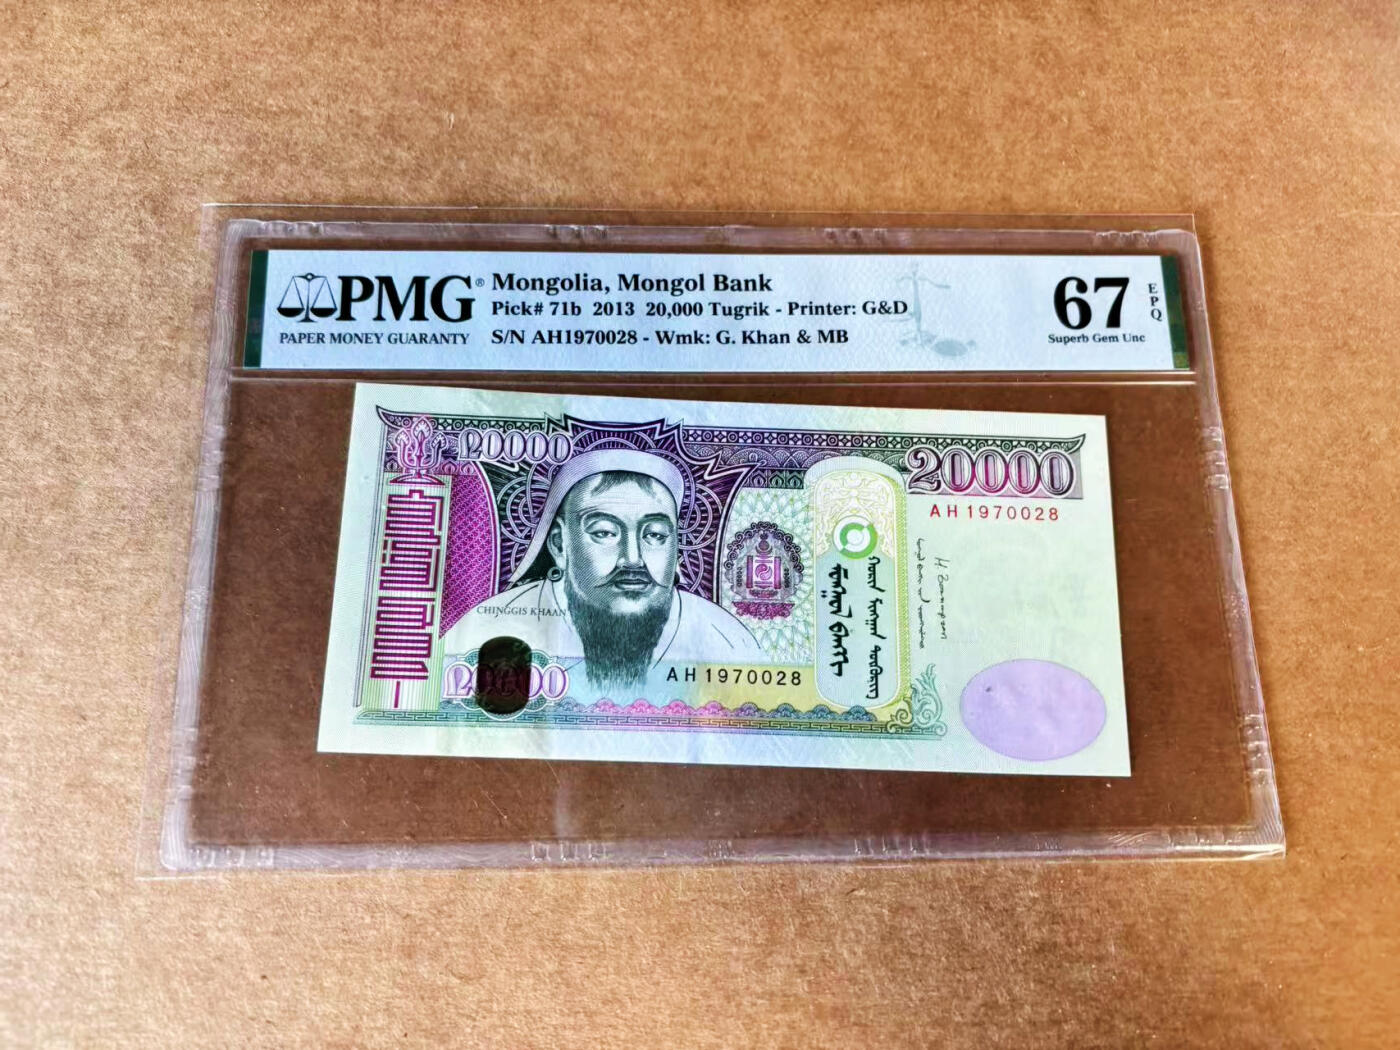 PMG®
PAPER MONEY GUARANTY
Mongolia, Mongol Bank
Pick# 71b 2013 20,000 Tugrik - Printer: G&D
S/N AH1970028 - Wmk: G. Khan & MB
67
EPQ
Superb Gem Unc
20000
20000
AH1970028
CHINGGIS KHAAN
20000
AH1970028